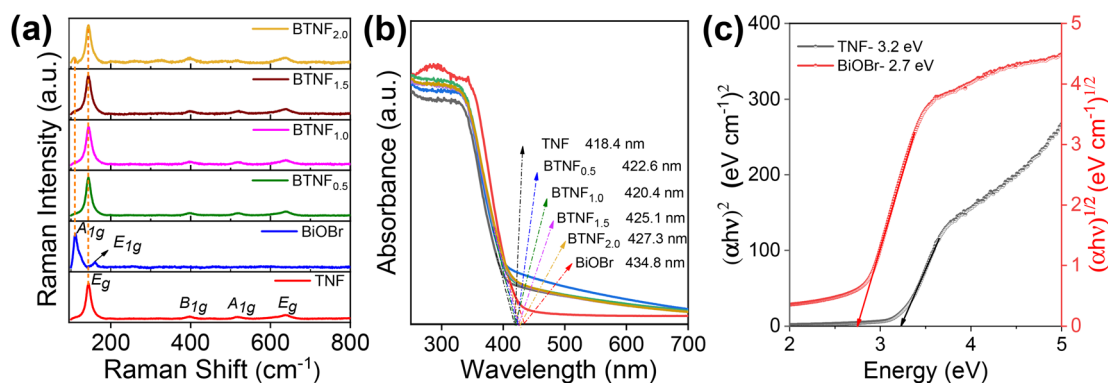 (a)
Raman Intensity (a.u.)
BTNF2.0
BTNF1.5
BTNF1.0
BTNF0.5
A1g
E1g
BiOBr
Eg
TNF
B1g
A1g
Eg
200 400 600 800
Raman Shift (cm-1)
(b)
Absorbance (a.u.)
TNF 418.4 nm
BTNF0.5 422.6 nm
BTNF1.0 420.4 nm
BTNF1.5 425.1 nm
BTNF2.0 427.3 nm
BiOBr 434.8 nm
300 400 500 600 700
Wavelength (nm)
(c)
(αhν)2 (eV cm-1)2
400
300
200
100
0
TNF- 3.2 eV
BiOBr- 2.7 eV
5
4
3
2
1
0
(αhν)1/2 (eV cm-1)1/2
2 3 4 5
Energy (eV)